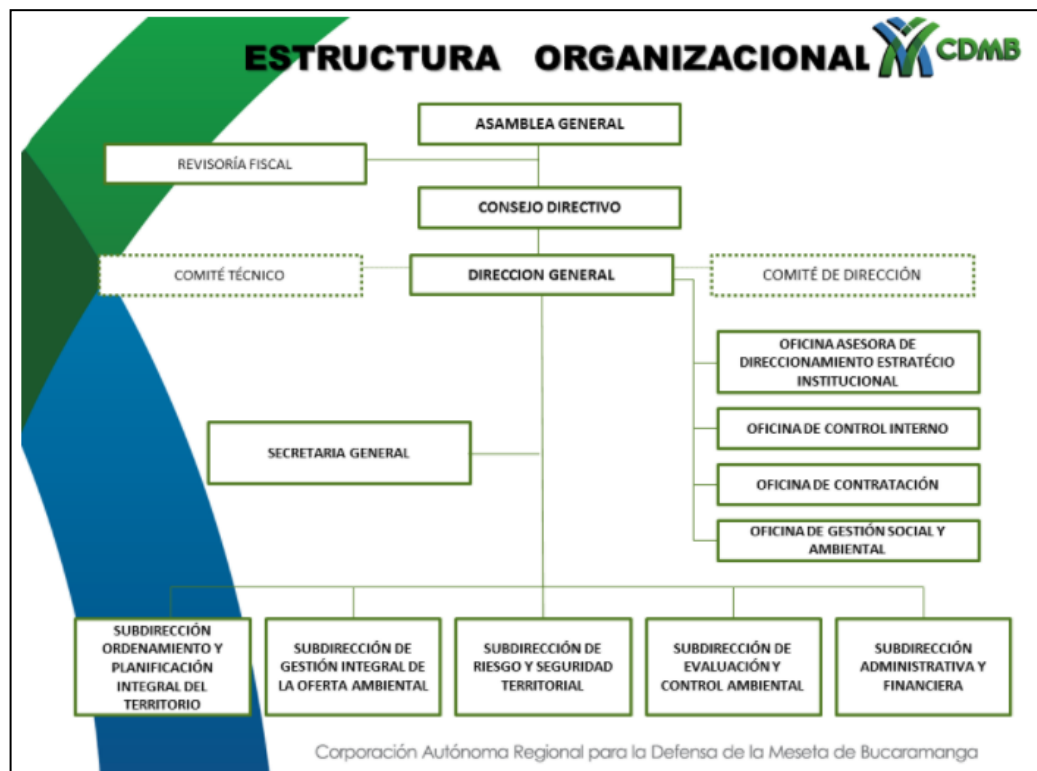 ESTRUCTURA ORGANIZACIONAL
CDMB
ASAMBLEA GENERAL
REVISORÍA FISCAL
CONSEJO DIRECTIVO
COMITÉ TÉCNICO
DIRECCION GENERAL
COMITÉ DE DIRECCIÓN
OFICINA ASESORA DE
DIRECCIONAMIENTO ESTRATÉCIO
INSTITUCIONAL
OFICINA DE CONTROL INTERNO
SECRETARIA GENERAL
OFICINA DE CONTRATACIÓN
OFICINA DE GESTIÓN SOCIAL Y
AMBIENTAL
SUBDIRECCIÓN
ORDENAMIENTO Y
PLANIFICACIÓN
INTEGRAL DEL
TERRITORIO
SUBDIRECCIÓN DE
GESTIÓN INTEGRAL DE
LA OFERTA AMBIENTAL
SUBDIRECCIÓN DE
RIESGO Y SEGURIDAD
TERRITORIAL
SUBDIRECCIÓN DE
EVALUACIÓN Y
CONTROL AMBIENTAL
SUBDIRECCIÓN
ADMINISTRATIVA Y
FINANCIERA
Corporación Autónoma Regional para la Defensa de la Meseta de Bucaramanga